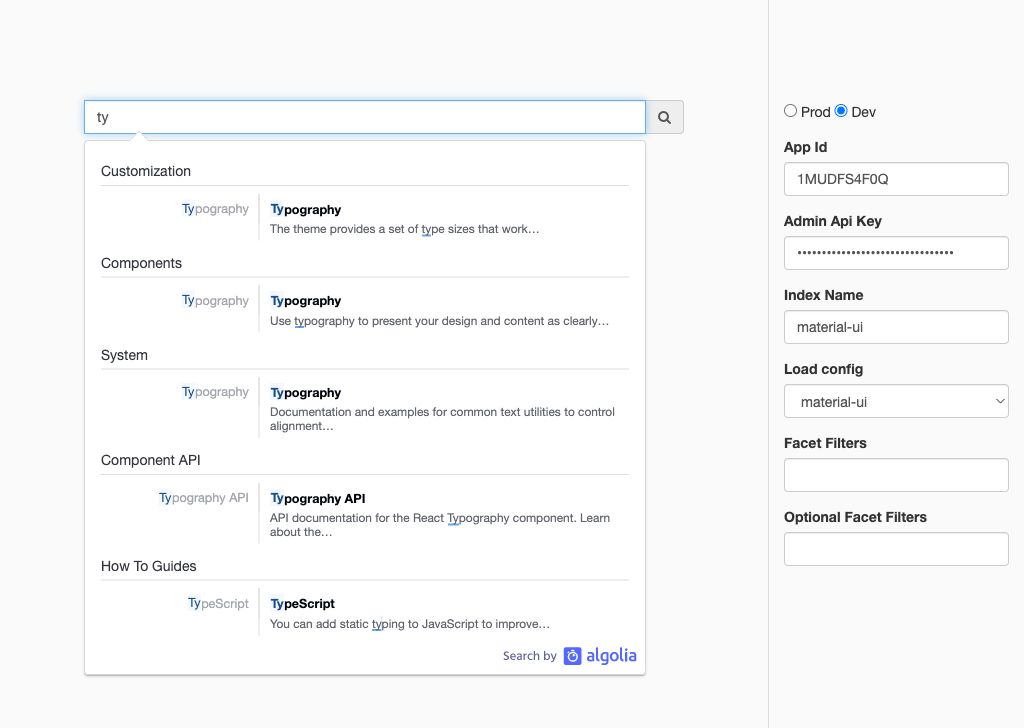 ty
Customization
Typography
Typography
The theme provides a set of type sizes that work…
Components
Typography
Typography
Use typography to present your design and content as clearly…
System
Typography
Typography
Documentation and examples for common text utilities to control
alignment…
Component API
Typography API
Typography API
API documentation for the React Typography component. Learn
about the…
How To Guides
TypeScript
TypeScript
You can add static typing to JavaScript to improve…
Search by algolia
Prod Dev
App Id
1MUDFS4F0Q
Admin Api Key
Index Name
material-ui
Load config
material-ui
Facet Filters
Optional Facet Filters